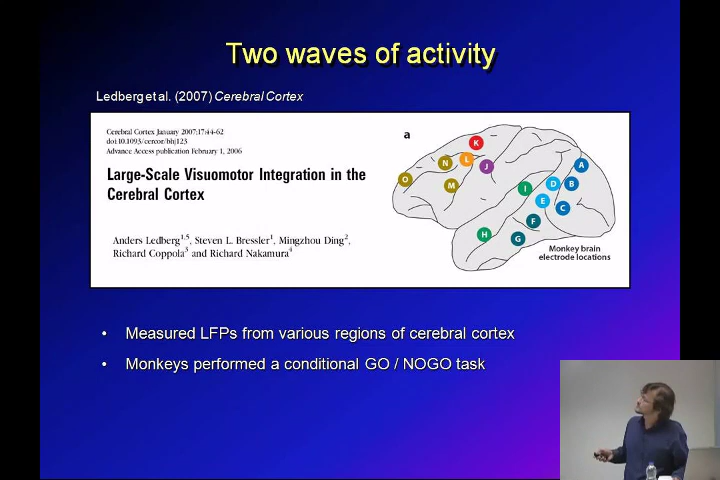 Two waves of activity
Ledberg et al. (2007) Cerebral Cortex
Cerebral Cortex January 2007;17:44-62
doi:10.1093/cercor/bhj123
Advance Access publication February 1, 2006
Large-Scale Visuomotor Integration in the
Cerebral Cortex
Anders Ledberg1,5, Steven L. Bressler1, Mingzhou Ding2,
Richard Coppola3 and Richard Nakamura4
a
K
N L J
O M
A
I D B
E C
F
H G
Monkey brain
electrode locations
• Measured LFPs from various regions of cerebral cortex
• Monkeys performed a conditional GO / NOGO task